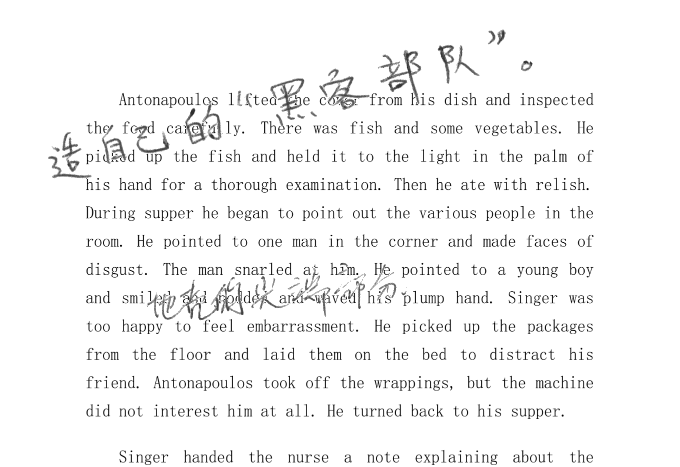 造自己的“黑客部队”。
Antonapoulos lifted the cover from his dish and inspected
the food carefully. There was fish and some vegetables. He
picked up the fish and held it to the light in the palm of
his hand for a thorough examination. Then he ate with relish.
During supper he began to point out the various people in the
room. He pointed to one man in the corner and made faces of
disgust. The man snarled at him. He pointed to a young boy
and smiled and nodded and waved his plump hand. Singer was
too happy to feel embarrassment. He picked up the packages
from the floor and laid them on the bed to distract his
friend. Antonapoulos took off the wrappings, but the machine
did not interest him at all. He turned back to his supper.
Singer handed the nurse a note explaining about the